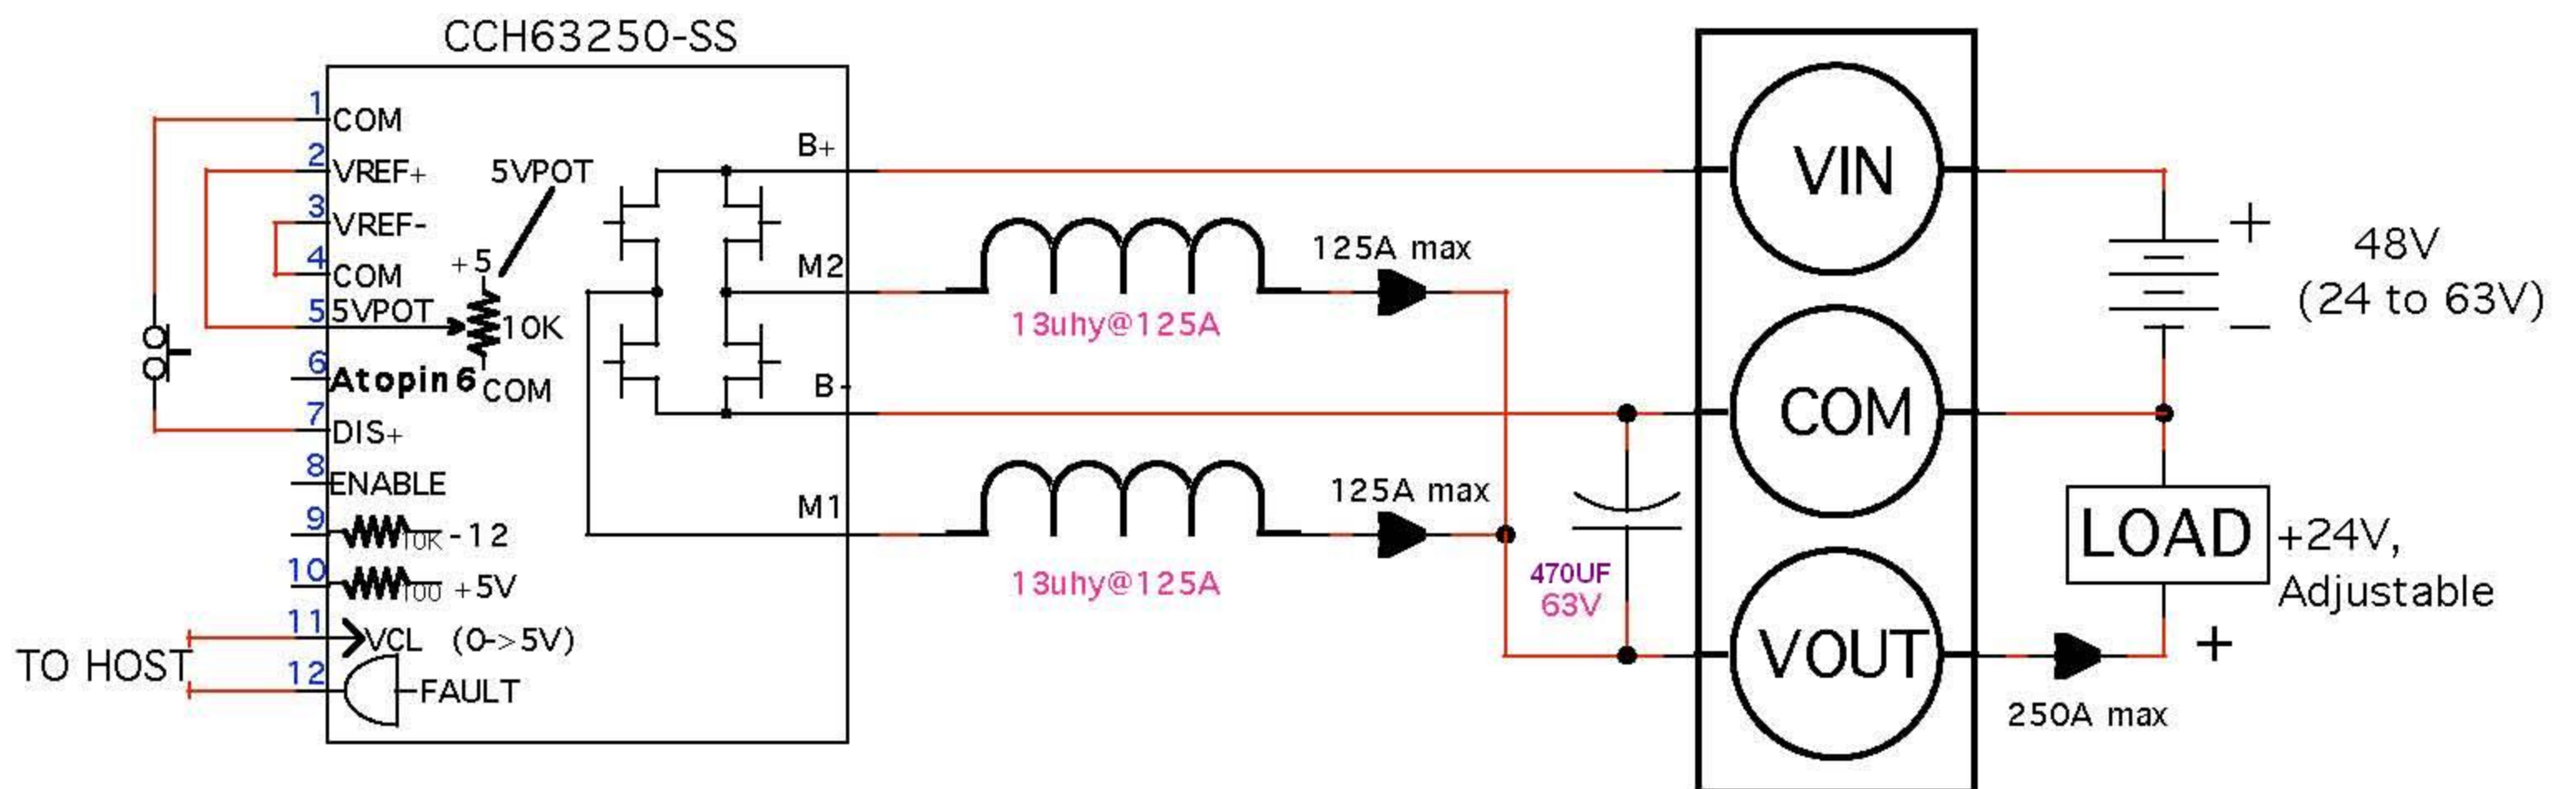 CCH63250-SS
1
COM
2
VREF+
3
VREF-
4
COM
5
5VPOT
5VPOT
+5
10K
COM
6
Atopin6
7
DIS+
8
ENABLE
9
10K -12
10
100 +5V
11
VCL (0->5V)
12
FAULT
TO HOST
B+
M2
B-
M1
125A max
13uhy@125A
125A max
13uhy@125A
470UF
63V
VIN
COM
VOUT
+
48V
(24 to 63V)
–
LOAD
+24V,
Adjustable
+
250A max